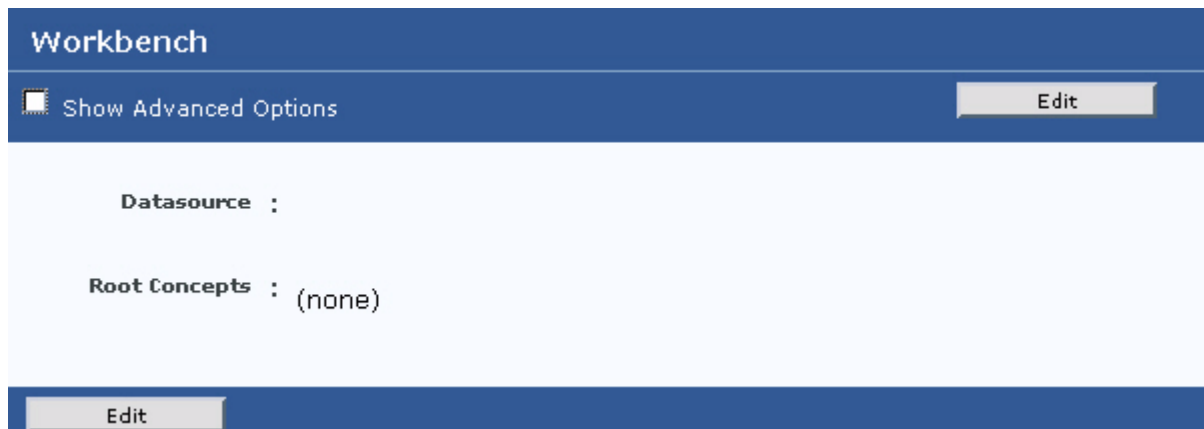 Workbench
Show Advanced Options Edit
Datasource :
Root Concepts : (none)
Edit